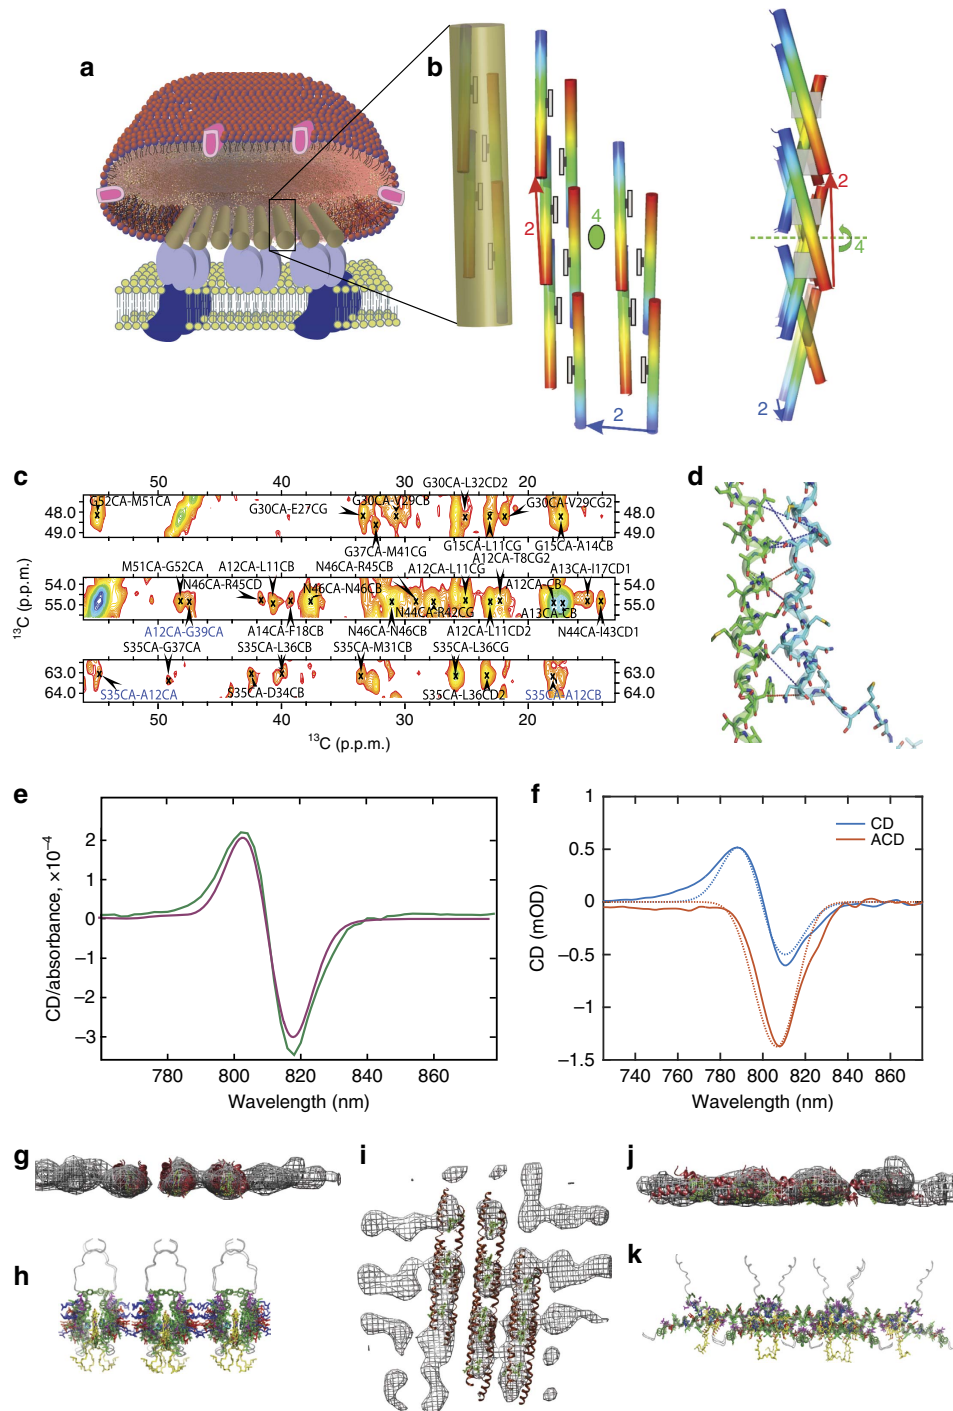 a
b
2
4
2
2
4
2
c
50
40
30
20
G30CA-L32CD2
G52CA-M51CA
G30CA-V29CB
G30CA-E27CG
G30CA-V29CG2
48.0
49.0
48.0
49.0
G37CA-M41CG
G15CA-L11CG
G15CA-A14CB
A12CA-T8CG2
M51CA-G52CA
A12CA-L11CB
N46CA-R45CB
A12CA-L11CG
A13CA-I17CD1
N46CA-R45CD
N46CA-N46CB
A12CA-CB
54.0
55.0
54.0
55.0
N44CA-R42CG
A13CA-CB
A12CA-G39CA
A14CA-F18CB
N46CA-N46CB
A12CA-L11CD2
N44CA-I43CD1
S35CA-G37CA
S35CA-L36CB
S35CA-M31CB
S35CA-L36CG
63.0
64.0
63.0
64.0
S35CA-A12CA
S35CA-D34CB
S35CA-L36CD2
S35CA-A12CB
50
40
30
20
¹³C (p.p.m.)
¹³C (p.p.m.)
d
e
CD/absorbance, ×10⁻⁴
2
1
0
−1
−2
−3
780
800
820
840
860
Wavelength (nm)
f
CD (mOD)
1
0.5
0
−0.5
−1
−1.5
CD
ACD
740
760
780
800
820
840
860
Wavelength (nm)
g
h
i
j
k